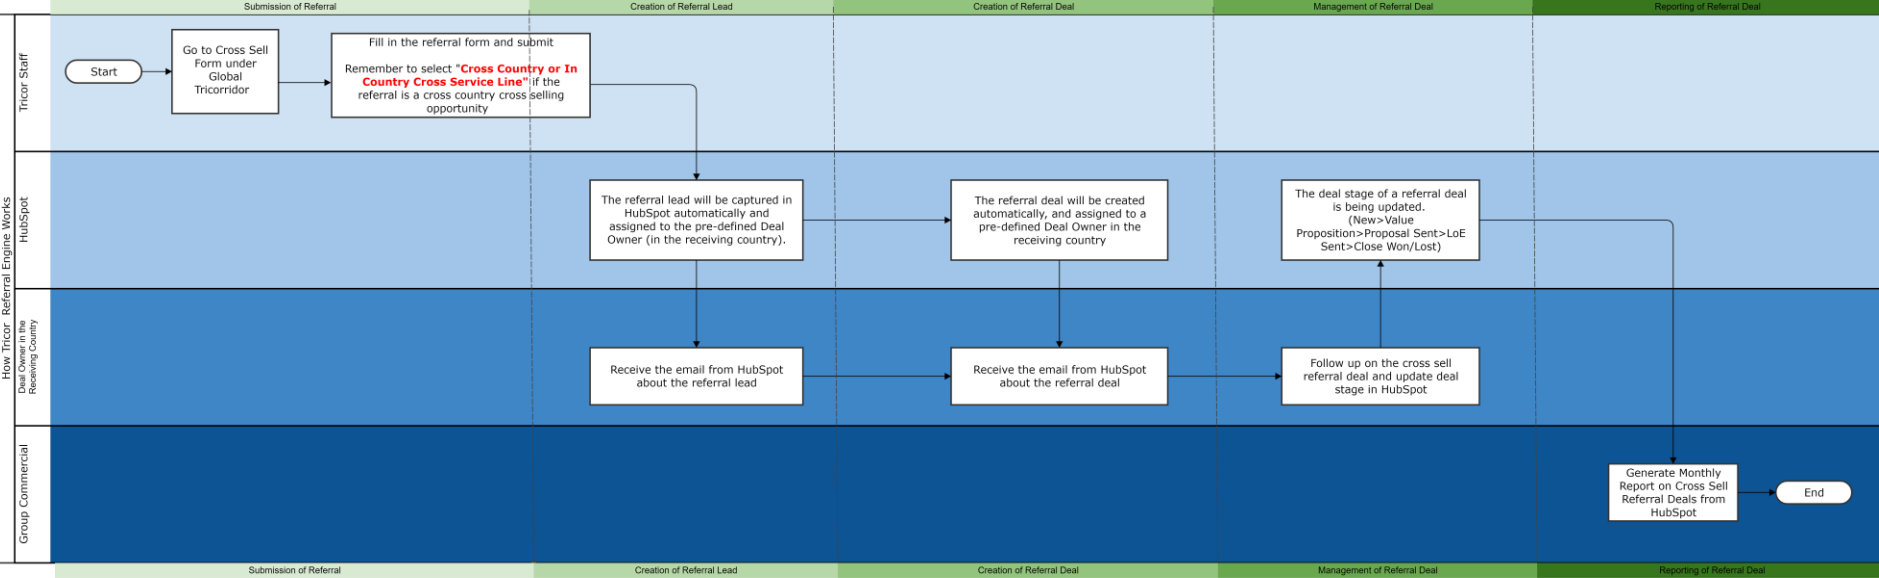 Submission of Referral
Creation of Referral Lead
Creation of Referral Deal
Management of Referral Deal
Reporting of Referral Deal
How Tricor Referral Engine Works
Tricor Staff
Start
Go to Cross Sell
Form under
Global
Tricorridor
Fill in the referral form and submit
Remember to select "Cross Country or In
Country Cross Service Line" if the
referral is a cross country cross selling
opportunity
HubSpot
The referral lead will be captured in
HubSpot automatically and
assigned to the pre-defined Deal
Owner (in the receiving country).
The referral deal will be created
automatically, and assigned to a
pre-defined Deal Owner in the
receiving country
The deal stage of a referral deal
is being updated.
(New>Value
Proposition>Proposal Sent>LoE
Sent>Close Won/Lost)
Deal Owner in the
Receiving Country
Receive the email from HubSpot
about the referral lead
Receive the email from HubSpot
about the referral deal
Follow up on the cross sell
referral deal and update deal
stage in HubSpot
Group Commercial
Generate Monthly
Report on Cross Sell
Referral Deals from
HubSpot
End
Submission of Referral
Creation of Referral Lead
Creation of Referral Deal
Management of Referral Deal
Reporting of Referral Deal